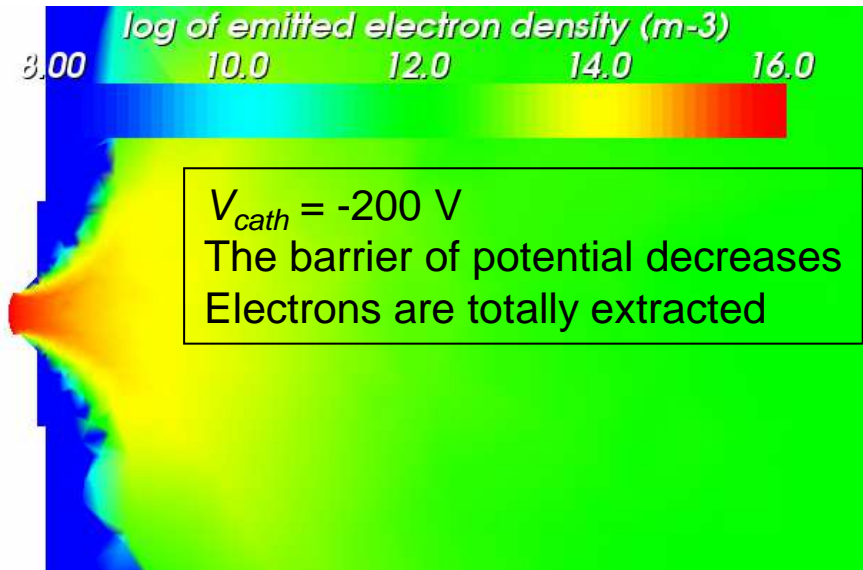 log of emitted electron density (m-3)
8.00 10.0 12.0 14.0 16.0
V_cath = -200 V
The barrier of potential decreases
Electrons are totally extracted